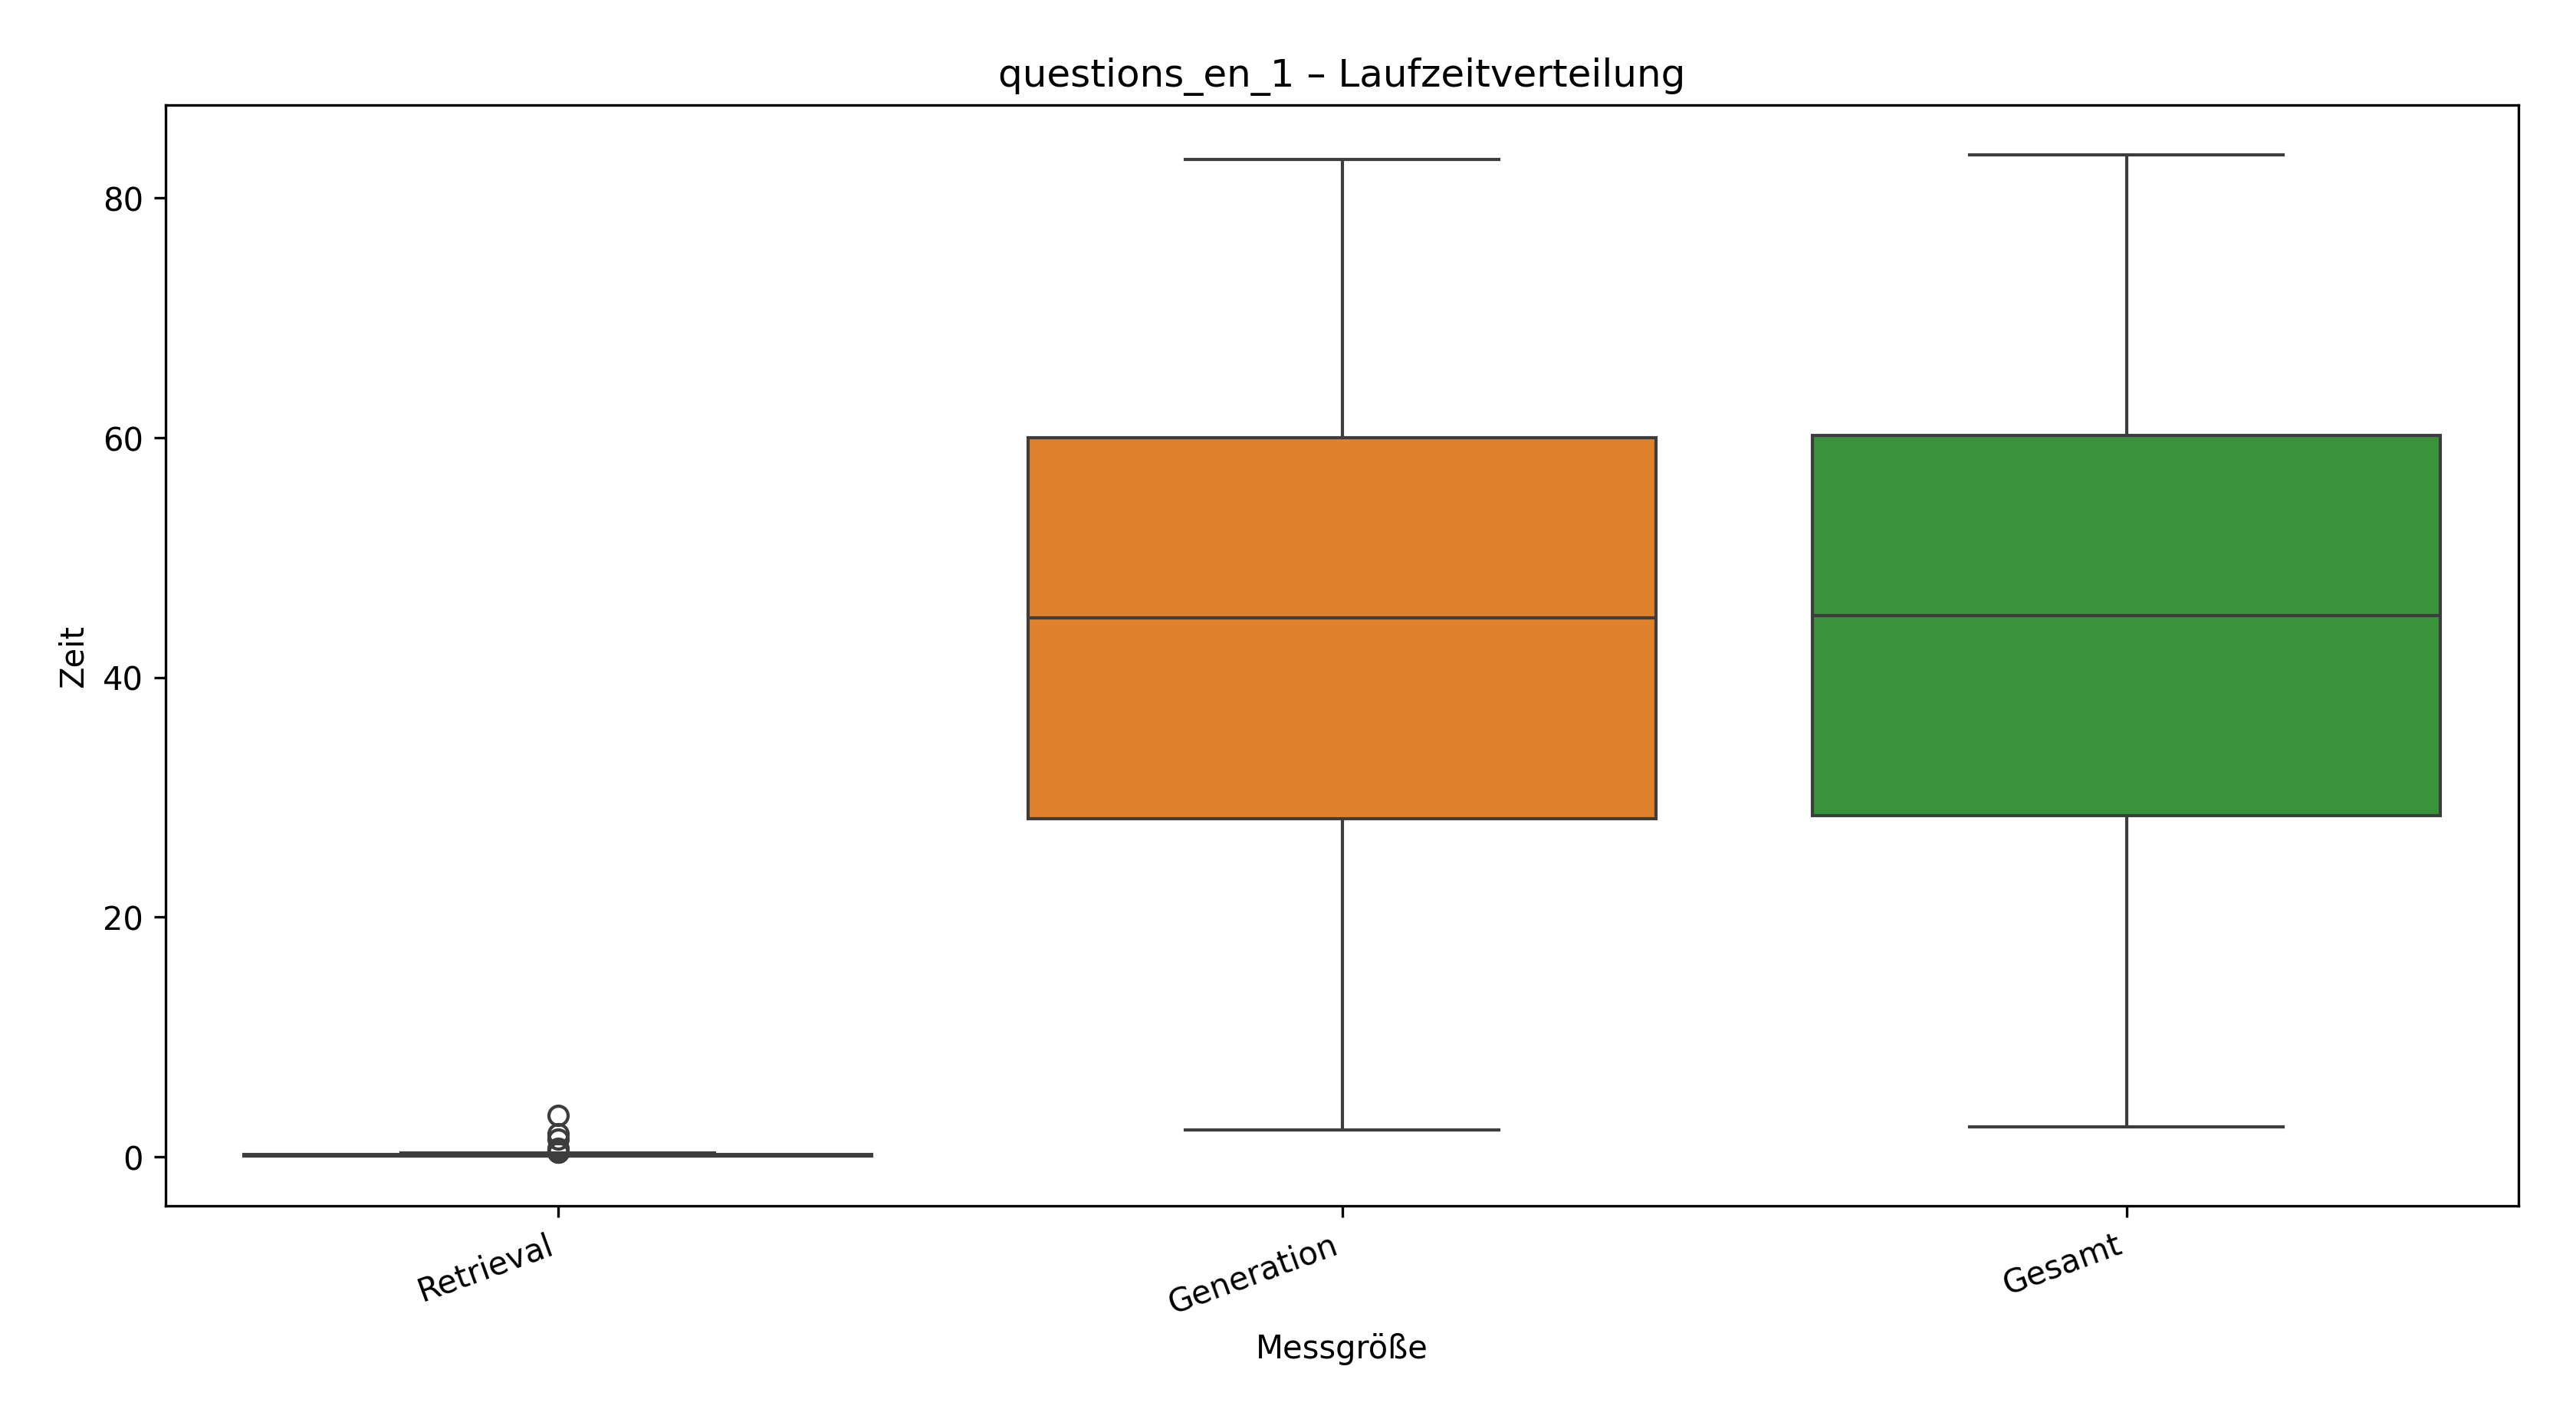 questions_en_1 – Laufzeitverteilung
Zeit
80
60
40
20
0
Retrieval
Generation
Gesamt
Messgröße